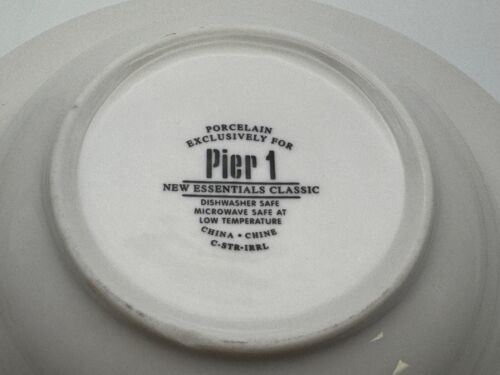 PORCELAIN
EXCLUSIVELY FOR
Pier 1
NEW ESSENTIALS CLASSIC
DISHWASHER SAFE
MICROWAVE SAFE AT
LOW TEMPERATURE
CHINA • CHINE
C-STR-IRRL